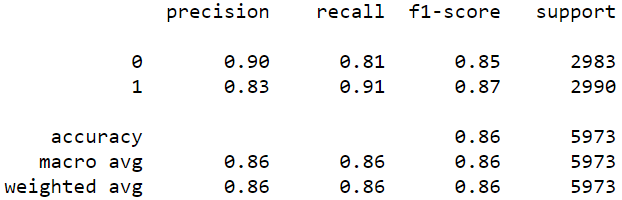 precision recall f1-score support
0 0.90 0.81 0.85 2983
1 0.83 0.91 0.87 2990
accuracy 0.86 5973
macro avg 0.86 0.86 0.86 5973
weighted avg 0.86 0.86 0.86 5973